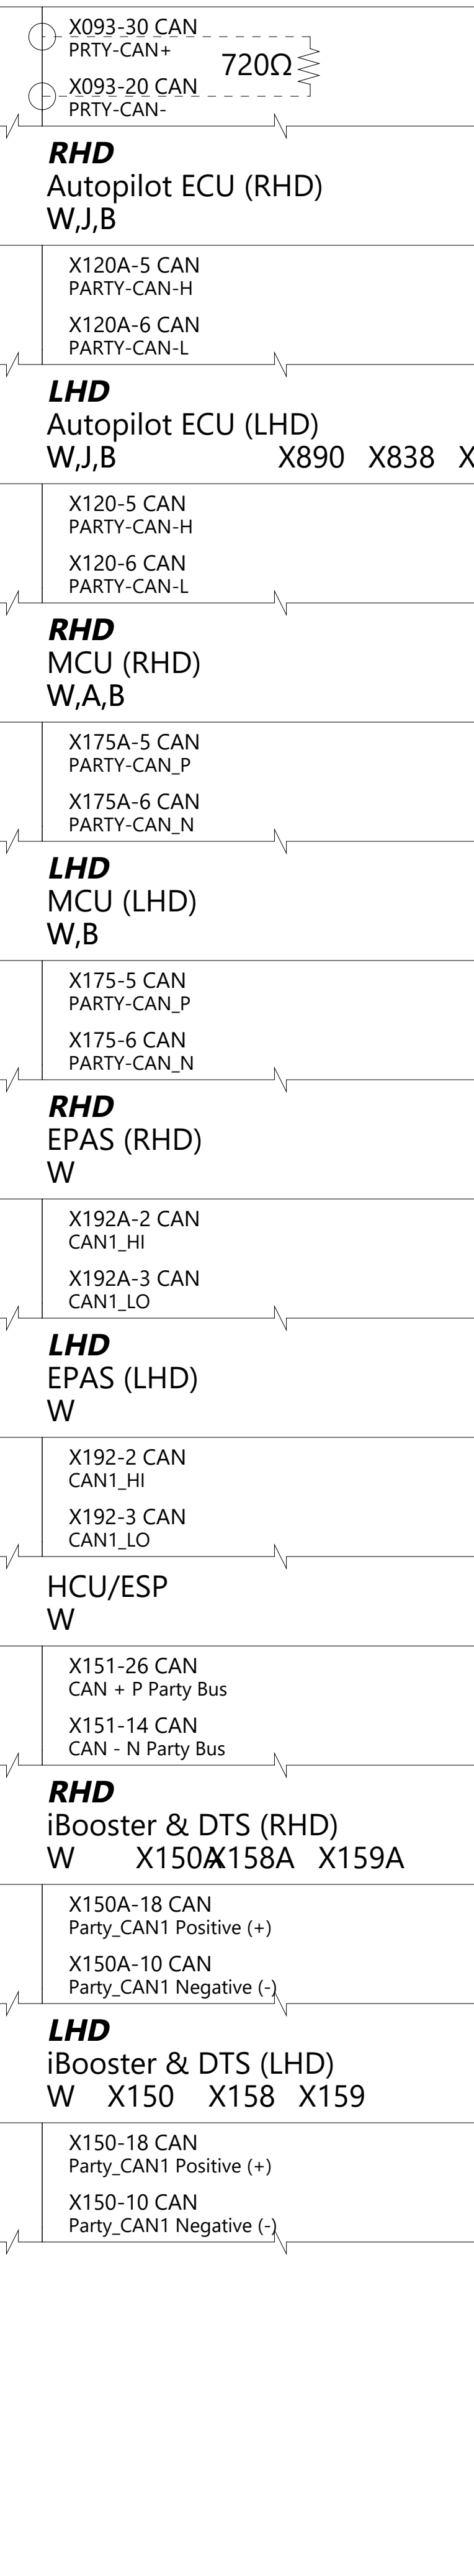 X093-30 CAN
PRTY-CAN+
720Ω
X093-20 CAN
PRTY-CAN-
RHD
Autopilot ECU (RHD)
W,J,B
X120A-5 CAN
PARTY-CAN-H
X120A-6 CAN
PARTY-CAN-L
LHD
Autopilot ECU (LHD)
W,J,B X890 X838 X
X120-5 CAN
PARTY-CAN-H
X120-6 CAN
PARTY-CAN-L
RHD
MCU (RHD)
W,A,B
X175A-5 CAN
PARTY-CAN_P
X175A-6 CAN
PARTY-CAN_N
LHD
MCU (LHD)
W,B
X175-5 CAN
PARTY-CAN_P
X175-6 CAN
PARTY-CAN_N
RHD
EPAS (RHD)
W
X192A-2 CAN
CAN1_HI
X192A-3 CAN
CAN1_LO
LHD
EPAS (LHD)
W
X192-2 CAN
CAN1_HI
X192-3 CAN
CAN1_LO
HCU/ESP
W
X151-26 CAN
CAN + P Party Bus
X151-14 CAN
CAN - N Party Bus
RHD
iBooster & DTS (RHD)
W X150A X158A X159A
X150A-18 CAN
Party_CAN1 Positive (+)
X150A-10 CAN
Party_CAN1 Negative (-)
LHD
iBooster & DTS (LHD)
W X150 X158 X159
X150-18 CAN
Party_CAN1 Positive (+)
X150-10 CAN
Party_CAN1 Negative (-)